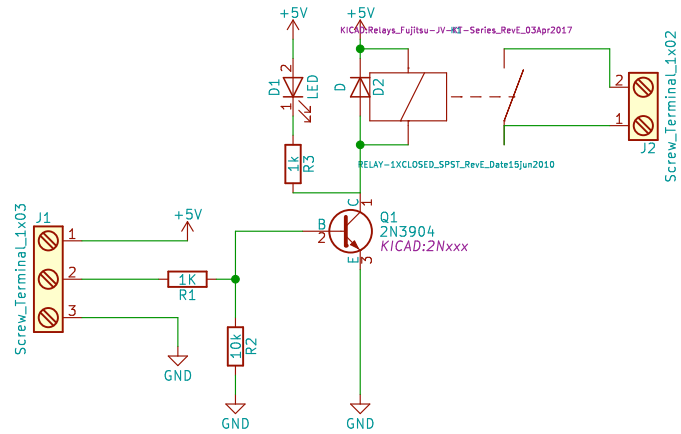 +5V
+5V
KICAD:Relays_Fujitsu-JV-KT-Series_RevE_03Apr2017
2
D1
LED
1
D
D2
2
1
J2
Screw_Terminal_1x02
1k
R3
RELAY-1XCLOSED_SPST_RevE_Date15jun2010
C
1
J1
+5V
Q1
B
2
2N3904
KICAD:2Nxxx
E
3
Screw_Terminal_1x03
1
2
3
1K
R1
10k
R2
GND
GND
GND